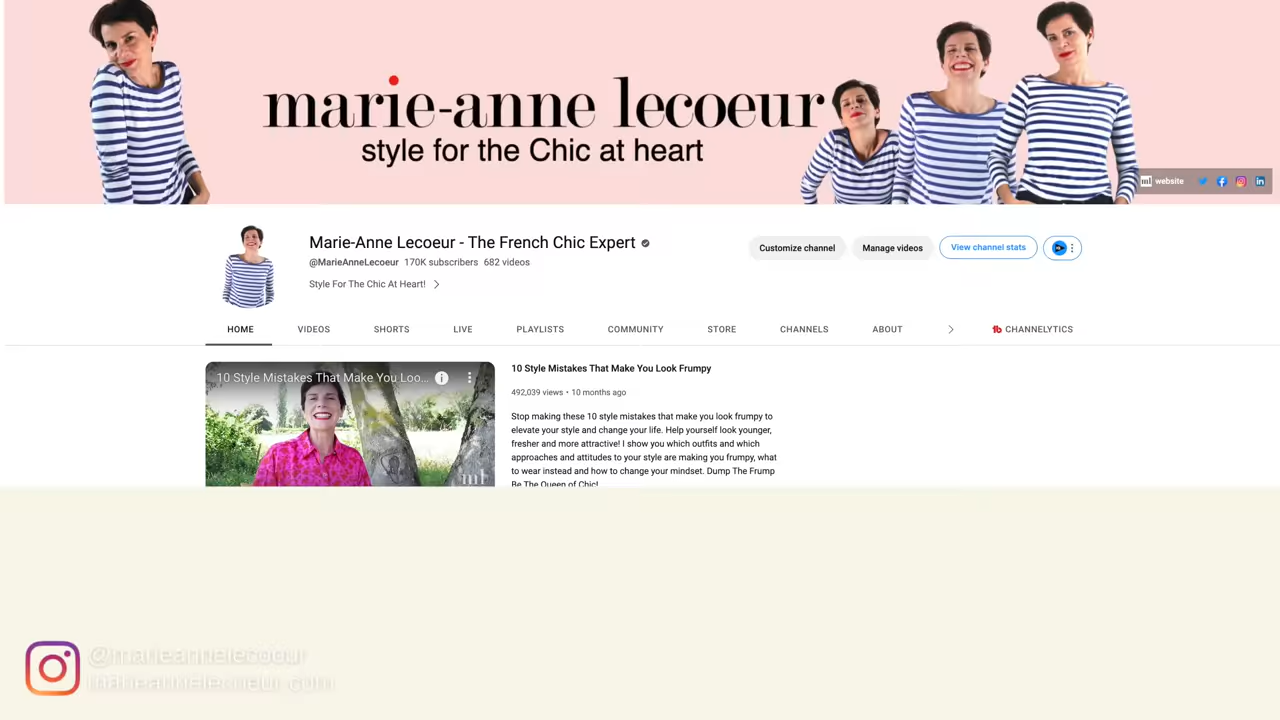 marie-anne lecoeur
style for the Chic at heart
ml website
Marie-Anne Lecoeur - The French Chic Expert
@MarieAnneLecoeur 170K subscribers 682 videos
Style For The Chic At Heart!
Customize channel
Manage videos
View channel stats
HOME VIDEOS SHORTS LIVE PLAYLISTS COMMUNITY STORE CHANNELS ABOUT CHANNELYTICS
10 Style Mistakes That Make You Loo...
ml
10 Style Mistakes That Make You Look Frumpy
492,039 views • 10 months ago
Stop making these 10 style mistakes that make you look frumpy to
elevate your style and change your life. Help yourself look younger,
fresher and more attractive! I show you which outfits and which
approaches and attitudes to your style are making you frumpy, what
to wear instead and how to change your mindset. Dump The Frump
Be The Queen of Chic!
@marieannelecoeur
marieannelecoeur.com